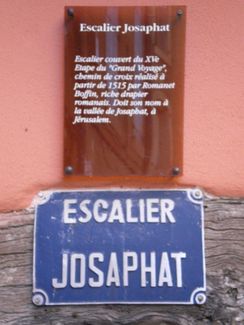 Escalier Josaphat
Escalier couvert du XVe
Etape du "Grand Voyage",
chemin de croix réalisé à
partir de 1515 par Romanet
Boffin, riche drapier
romanais. Doit son nom à
la vallée de Josaphat, à
Jérusalem.
ESCALIER
JOSAPHAT